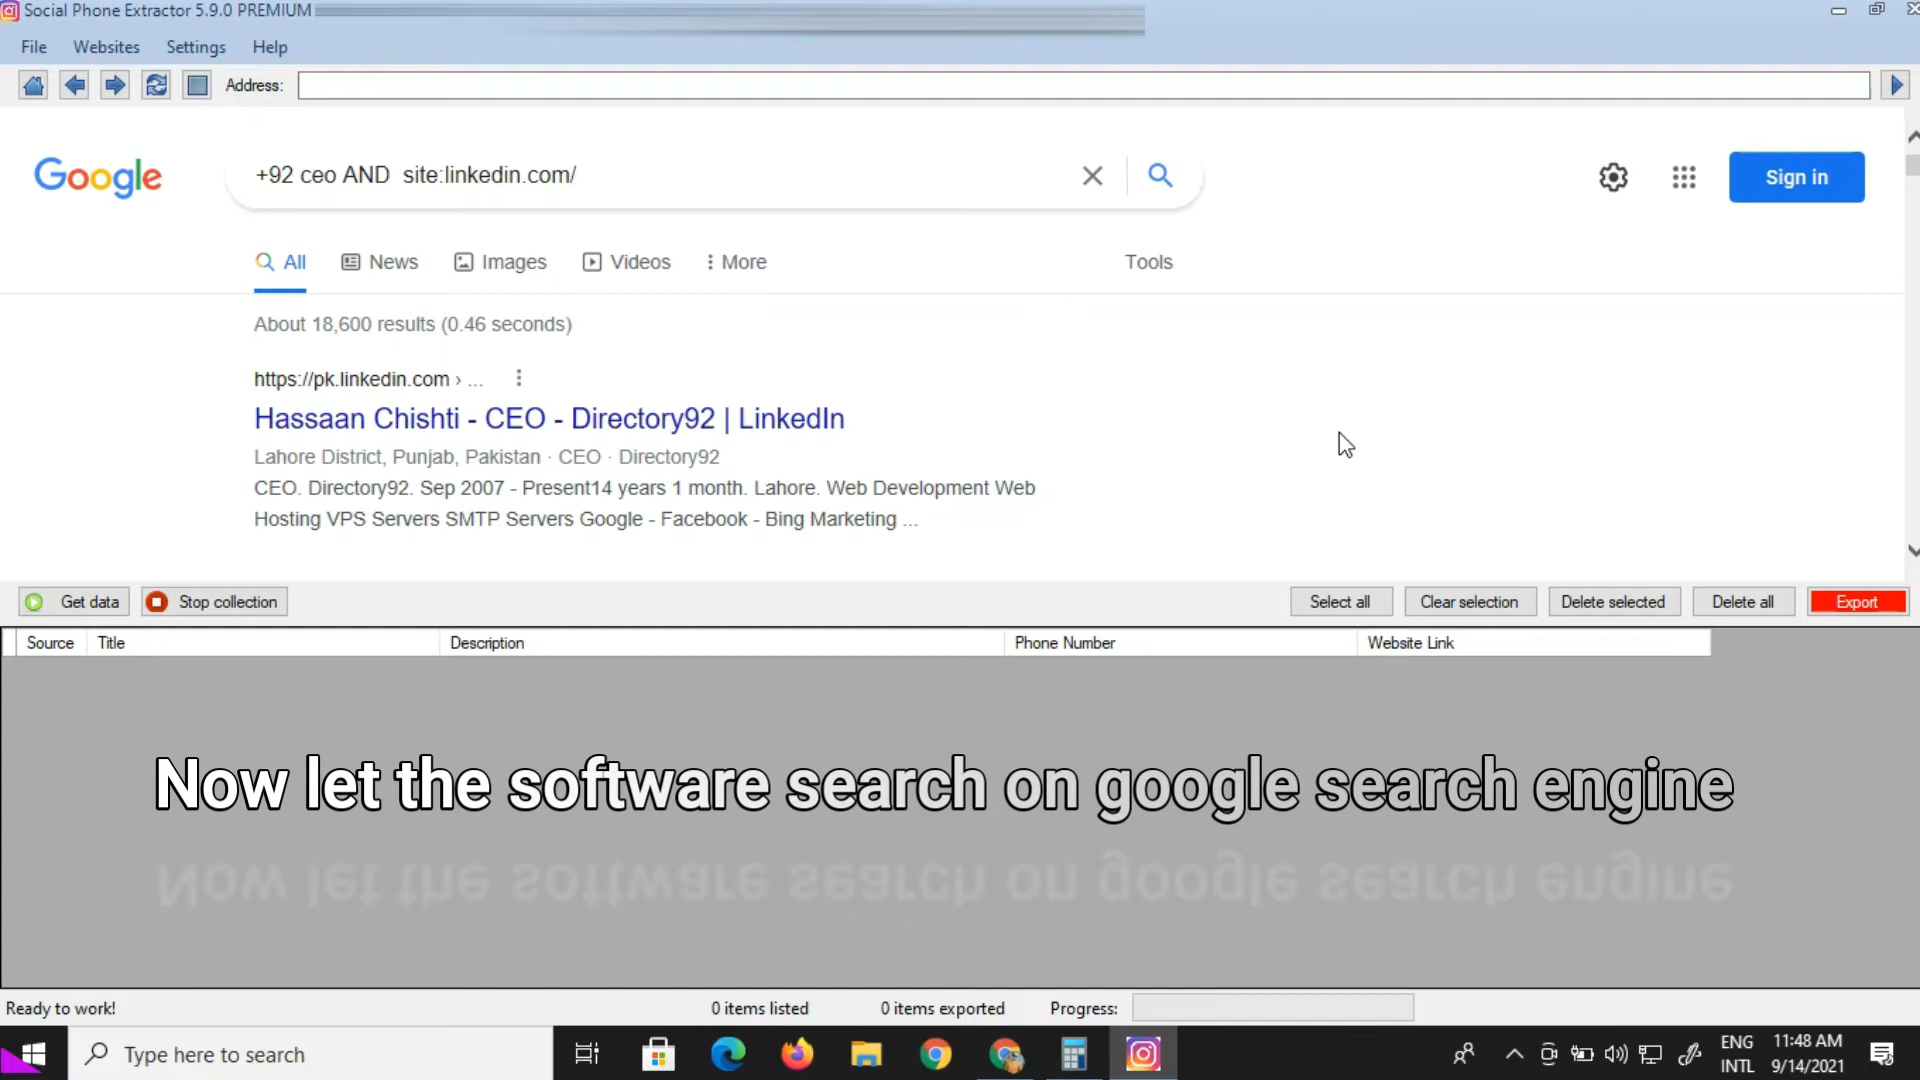 Social Phone Extractor 5.9.0 PREMIUM
File Websites Settings Help
Address:
Google +92 ceo AND  site:linkedin.com/ Sign in
All News Images Videos More Tools
About 18,600 results (0.46 seconds)
https://pk.linkedin.com › ...
Hassaan Chishti - CEO - Directory92 | LinkedIn
Lahore District, Punjab, Pakistan · CEO · Directory92
CEO. Directory92. Sep 2007 - Present14 years 1 month. Lahore. Web Development Web
Hosting VPS Servers SMTP Servers Google - Facebook - Bing Marketing ...
Get data Stop collection Select all Clear selection Delete selected Delete all Export
Source Title Description Phone Number Website Link
Now let the software search on google search engine
Ready to work! 0 items listed 0 items exported Progress:
Type here to search ENG 11:48 AM
INTL 9/14/2021